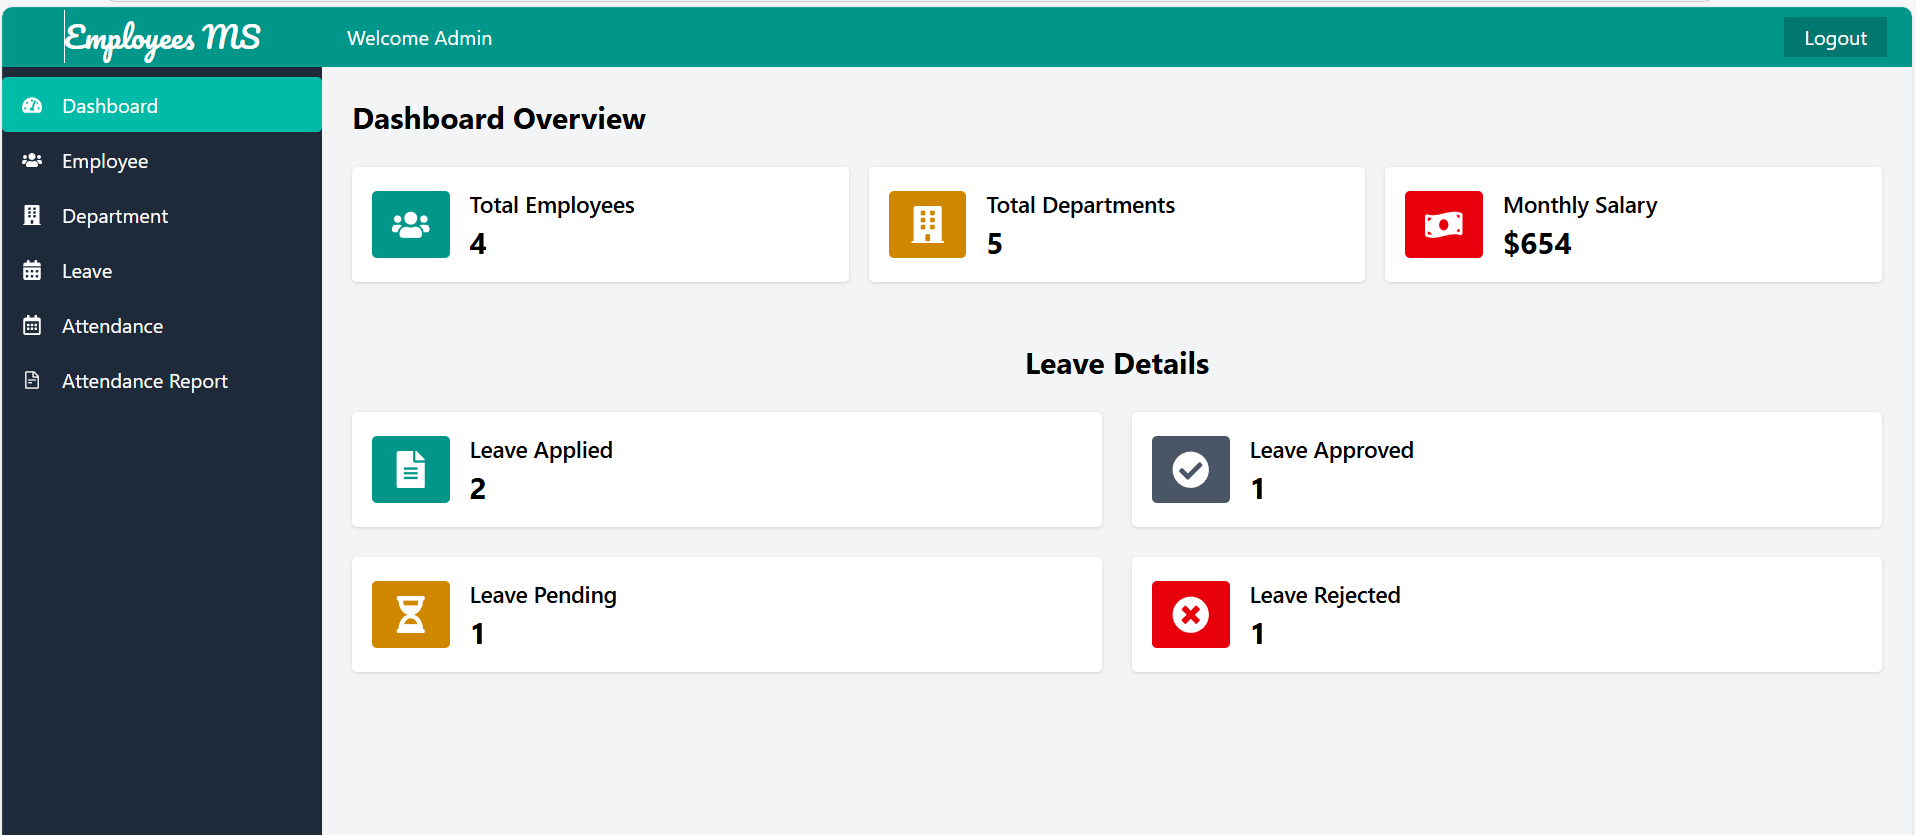 Employees MS
Welcome Admin
Logout
Dashboard
Employee
Department
Leave
Attendance
Attendance Report
Dashboard Overview
Total Employees
4
Total Departments
5
Monthly Salary
$654
Leave Details
Leave Applied
2
Leave Approved
1
Leave Pending
1
Leave Rejected
1